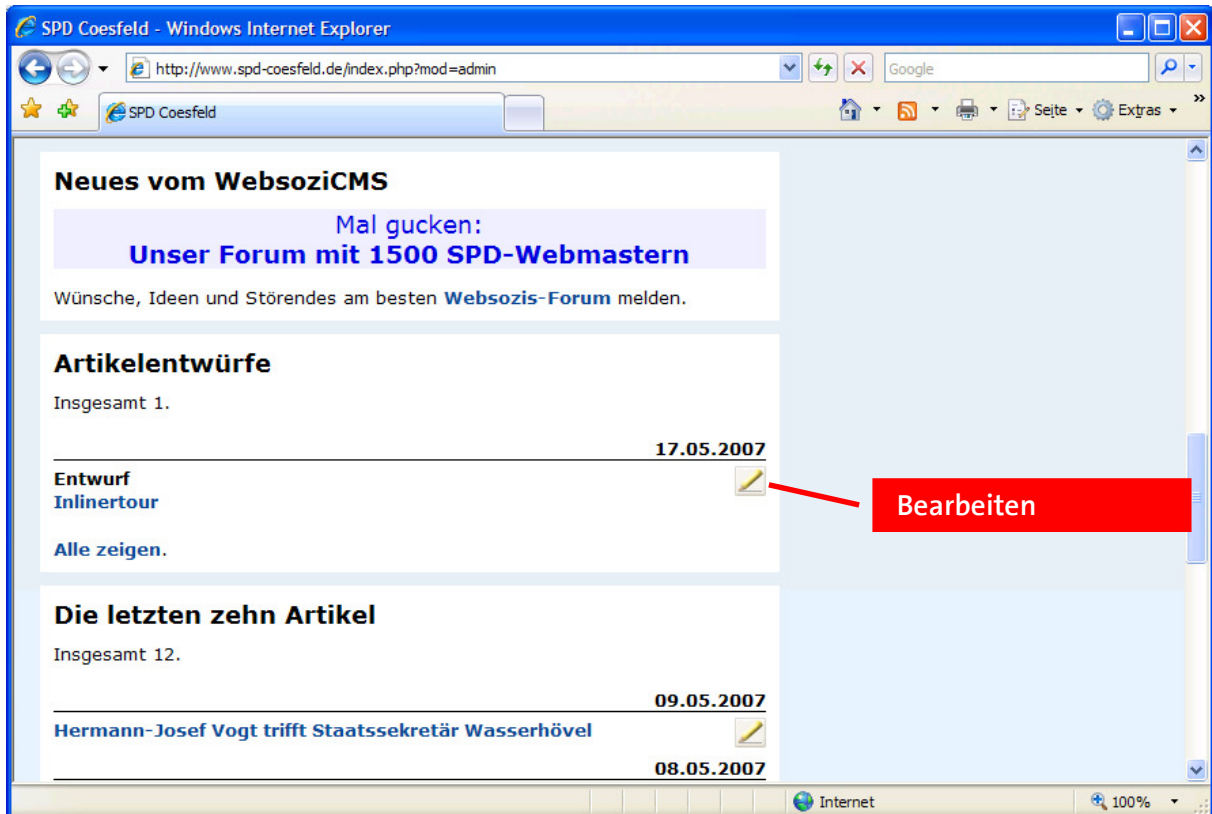 SPD Coesfeld - Windows Internet Explorer
http://www.spd-coesfeld.de/index.php?mod=admin
Google
SPD Coesfeld
Seite
Extras
»
Neues vom WebsoziCMS
Mal gucken:
Unser Forum mit 1500 SPD-Webmastern
Wünsche, Ideen und Störendes am besten Websozis-Forum melden.
Artikelentwürfe
Insgesamt 1.
17.05.2007
Entwurf
Inlinertour
Bearbeiten
Alle zeigen.
Die letzten zehn Artikel
Insgesamt 12.
09.05.2007
Hermann-Josef Vogt trifft Staatssekretär Wasserhövel
08.05.2007
Internet
100%